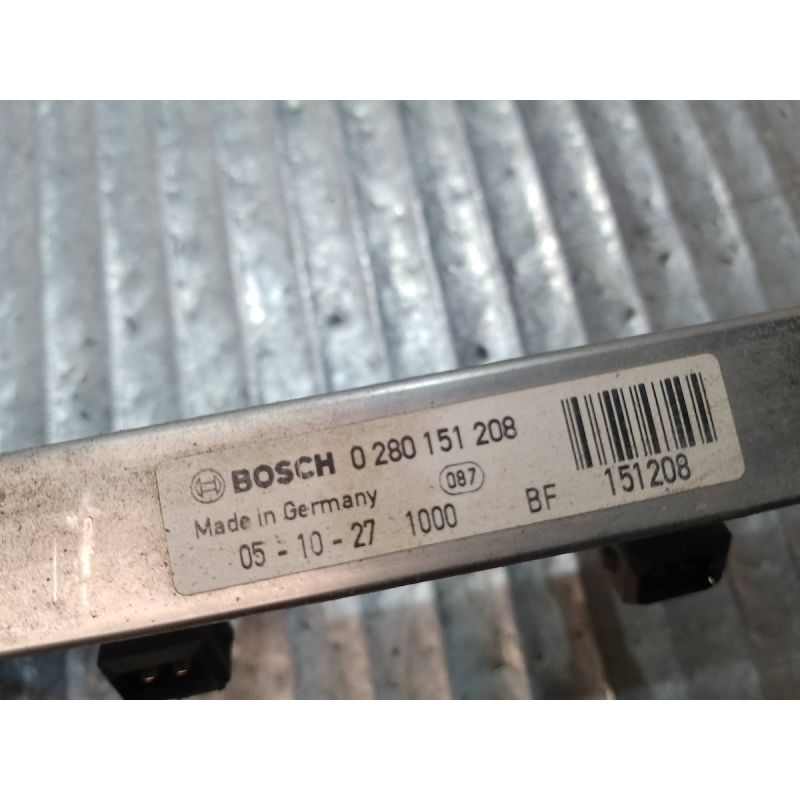 BOSCH 0 280 151 208
Made in Germany 087
05 - 10 - 27 1000 BF
151208